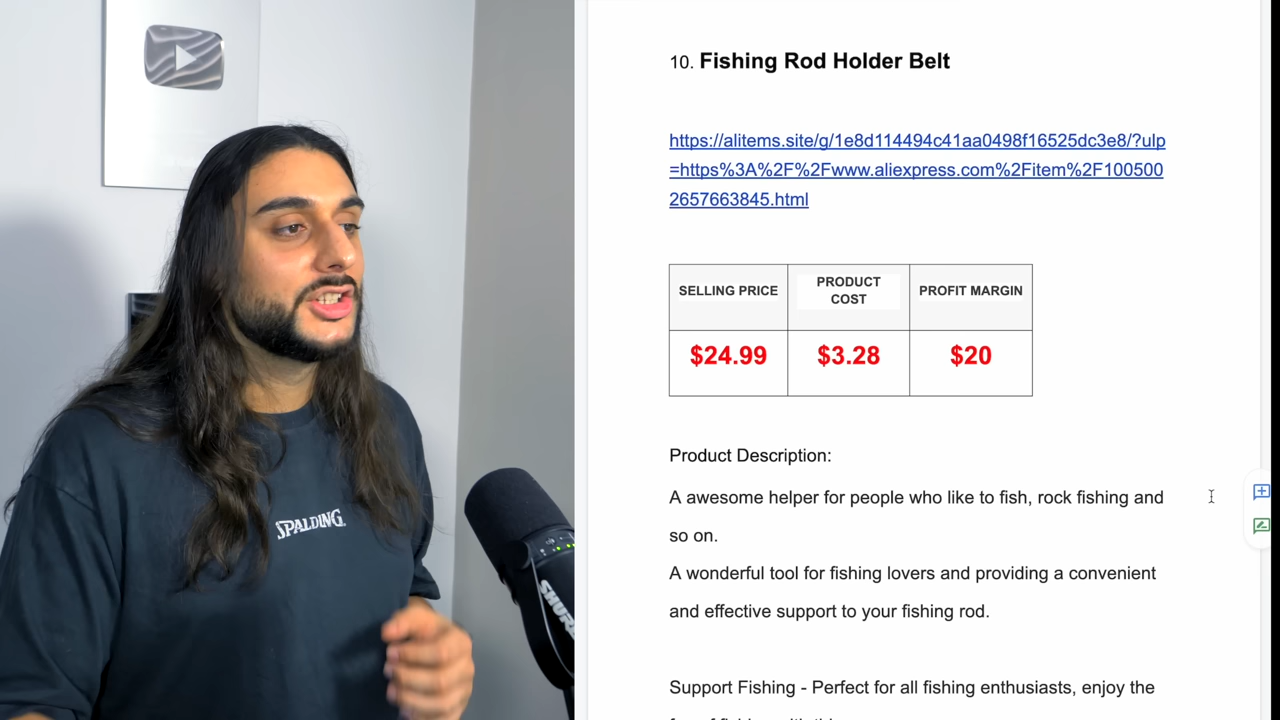 10. Fishing Rod Holder Belt
https://alitems.site/g/1e8d114494c41aa0498f16525dc3e8/?ulp
=https%3A%2F%2Fwww.aliexpress.com%2Fitem%2F100500
2657663845.html
SELLING PRICE
PRODUCT
COST
PROFIT MARGIN
$24.99
$3.28
$20
Product Description:
A awesome helper for people who like to fish, rock fishing and
so on.
A wonderful tool for fishing lovers and providing a convenient
and effective support to your fishing rod.
Support Fishing - Perfect for all fishing enthusiasts, enjoy the
SPALDING
SHURE